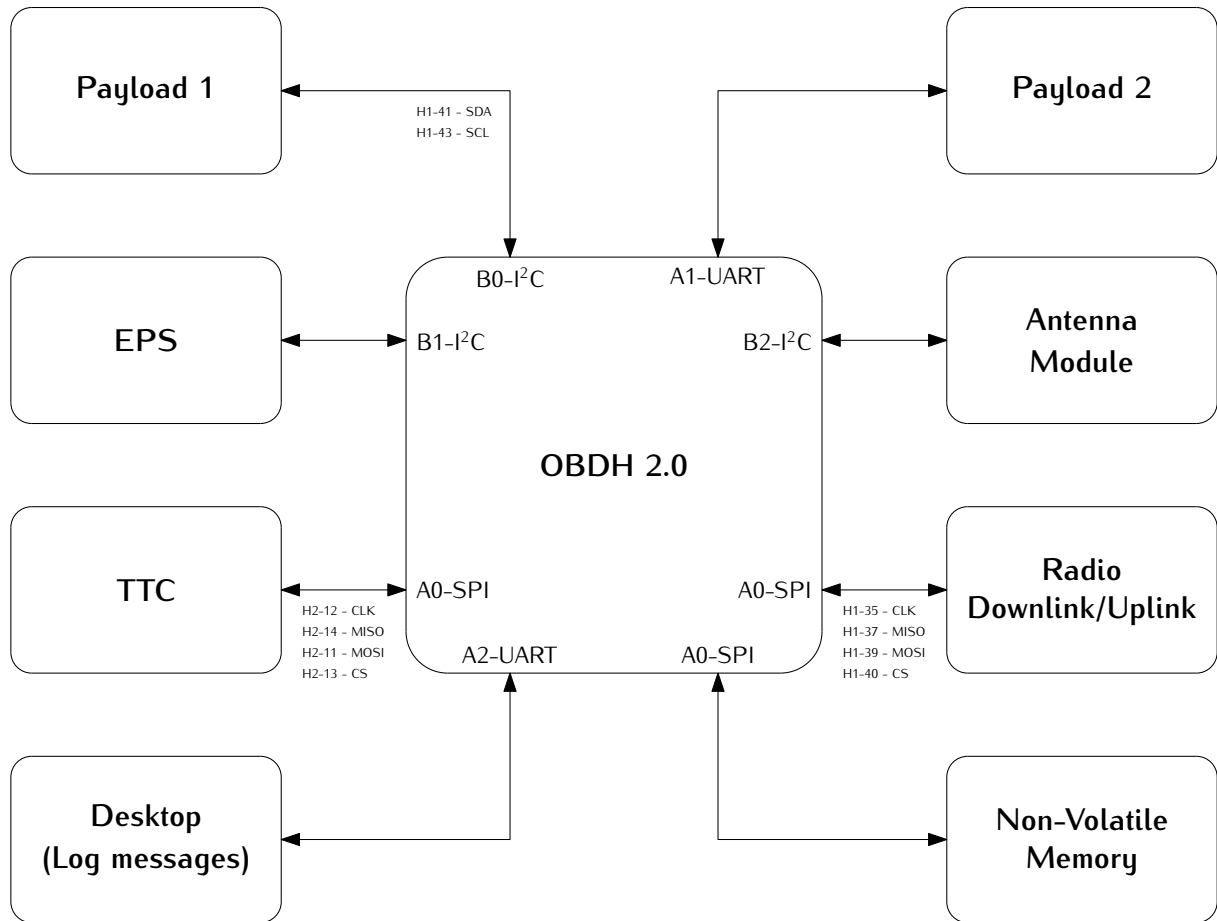 Payload 1
Payload 2
H1-41 - SDA
H1-43 - SCL
B0-I²C
A1-UART
EPS
B1-I²C
B2-I²C
Antenna
Module
OBDH 2.0
TTC
A0-SPI
A0-SPI
Radio
Downlink/Uplink
H2-12 - CLK
H2-14 - MISO
H2-11 - MOSI
H2-13 - CS
H1-35 - CLK
H1-37 - MISO
H1-39 - MOSI
H1-40 - CS
A2-UART
A0-SPI
Desktop
(Log messages)
Non-Volatile
Memory